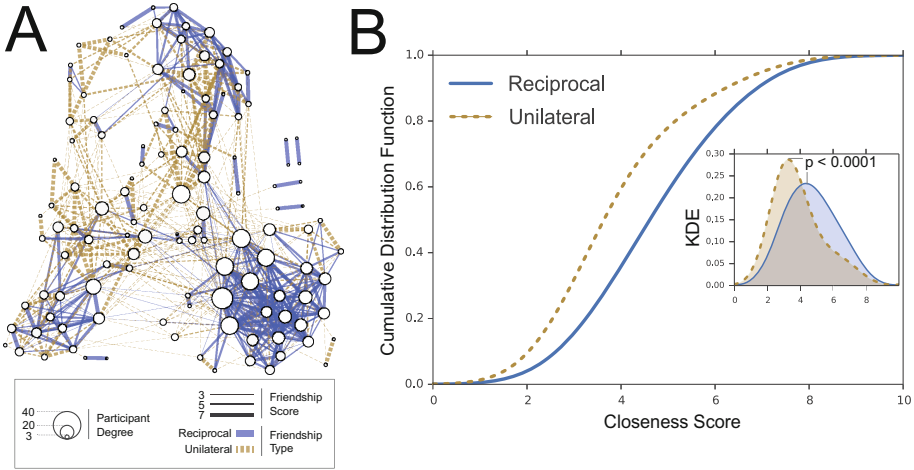 A
40
20
3
Participant
Degree
3
5
7
Friendship
Score
Reciprocal
Unilateral
Friendship
Type
B
Cumulative Distribution Function
1.0
0.8
0.6
0.4
0.2
0.0
0
2
4
6
8
10
Closeness Score
Reciprocal
Unilateral
KDE
0,30
0,25
0,20
0,15
0,10
0,05
0,00
0
2
4
6
8
p < 0.0001